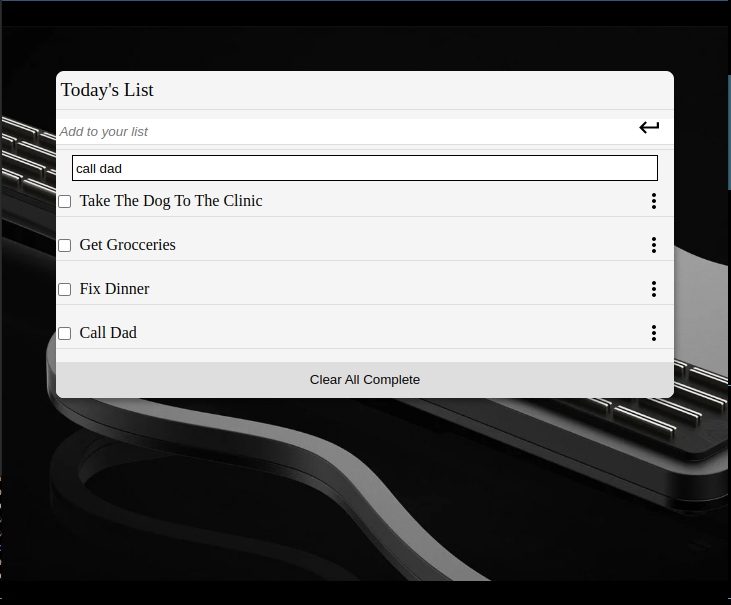 Today's List
Add to your list
call dad
Take The Dog To The Clinic
Get Grocceries
Fix Dinner
Call Dad
Clear All Complete